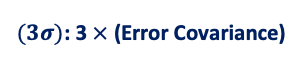 (3σ): 3 × (Error Covariance)